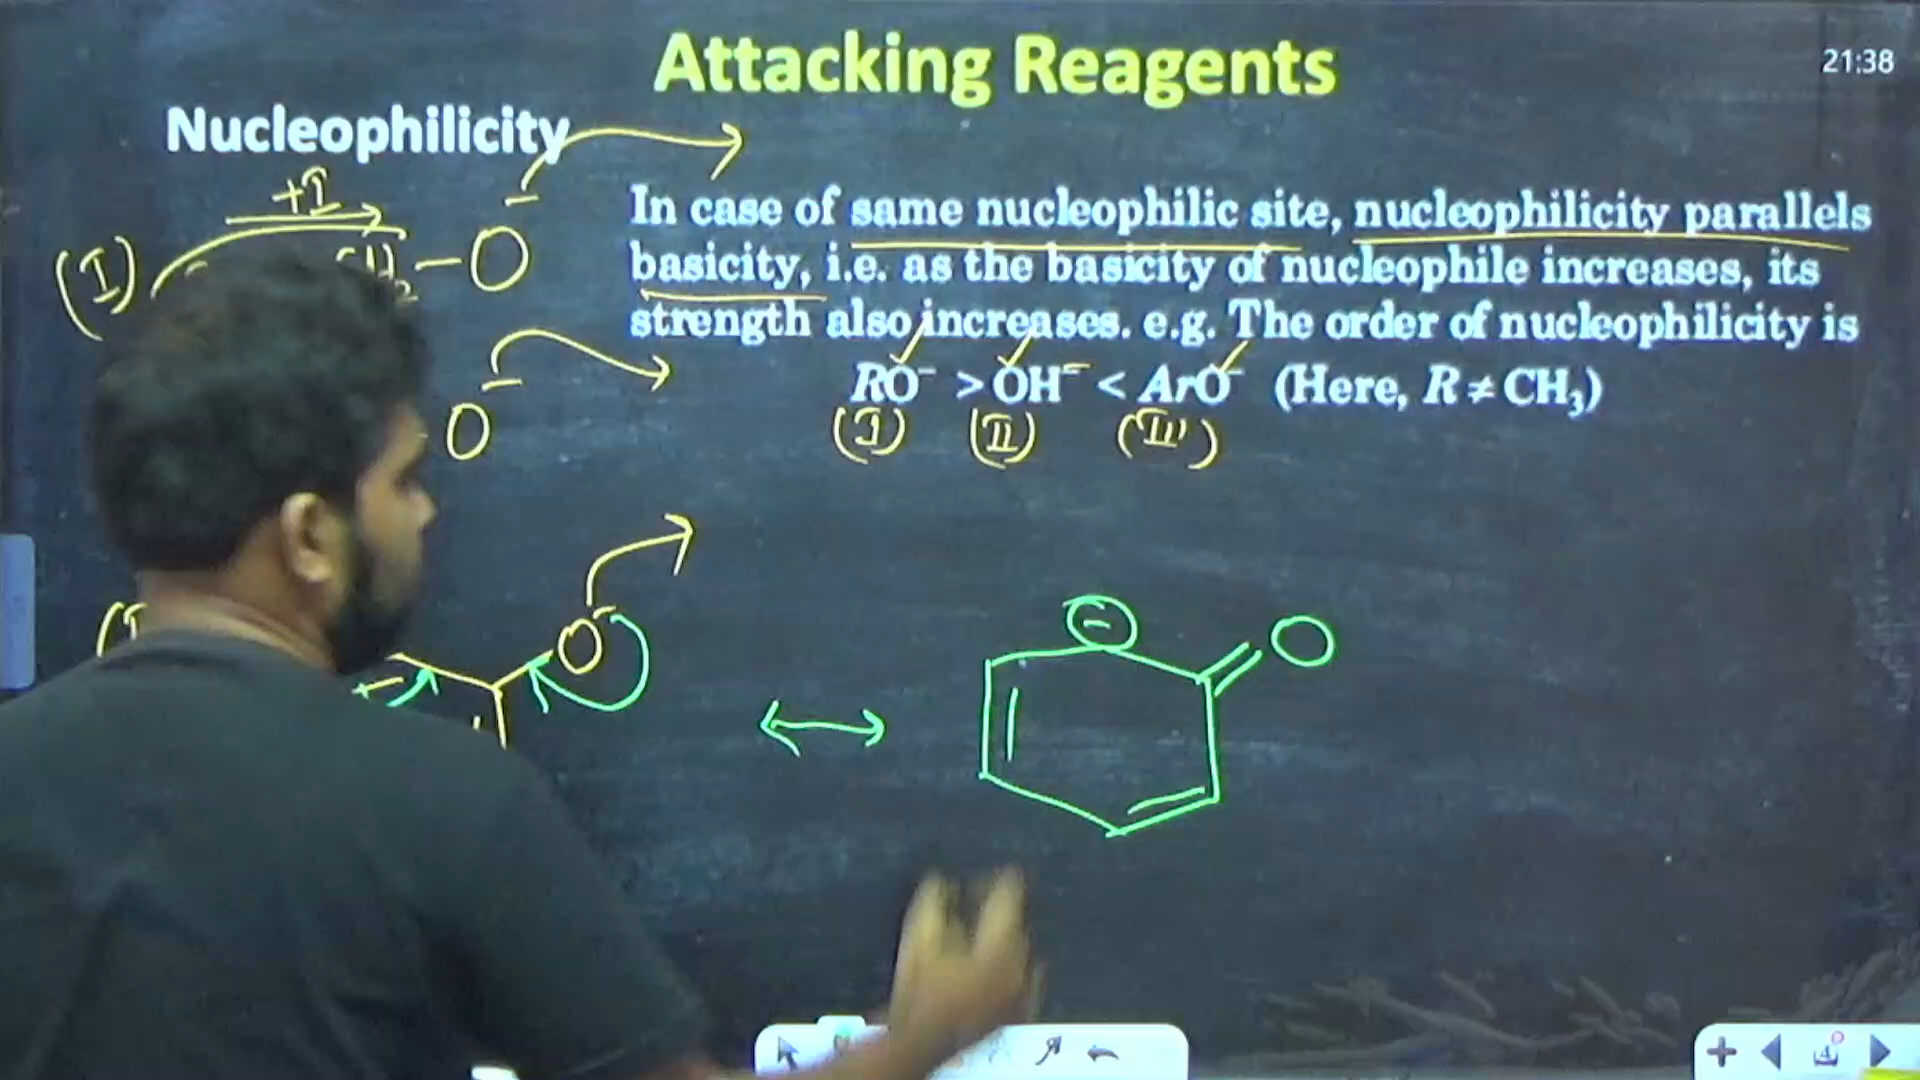 Attacking Reagents
21:38
Nucleophilicity
In case of same nucleophilic site, nucleophilicity parallels
basicity, i.e. as the basicity of nucleophile increases, its
strength also increases. e.g. The order of nucleophilicity is
RO⁻ > OH⁻ < ArO⁻ (Here, R ≠ CH₃)
(I) (II) (III)
+I
(I) –O⁻
O⁻
O⁻
⊖ O